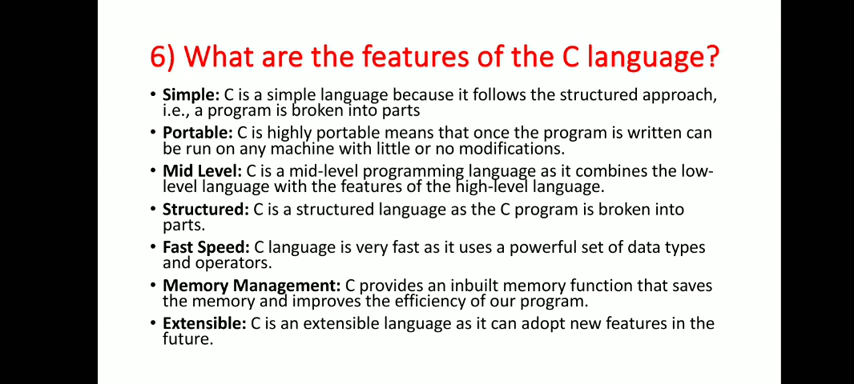 6) What are the features of the C language?
• Simple: C is a simple language because it follows the structured approach,
i.e., a program is broken into parts
• Portable: C is highly portable means that once the program is written can
be run on any machine with little or no modifications.
• Mid Level: C is a mid-level programming language as it combines the low-
level language with the features of the high-level language.
• Structured: C is a structured language as the C program is broken into
parts.
• Fast Speed: C language is very fast as it uses a powerful set of data types
and operators.
• Memory Management: C provides an inbuilt memory function that saves
the memory and improves the efficiency of our program.
• Extensible: C is an extensible language as it can adopt new features in the
future.